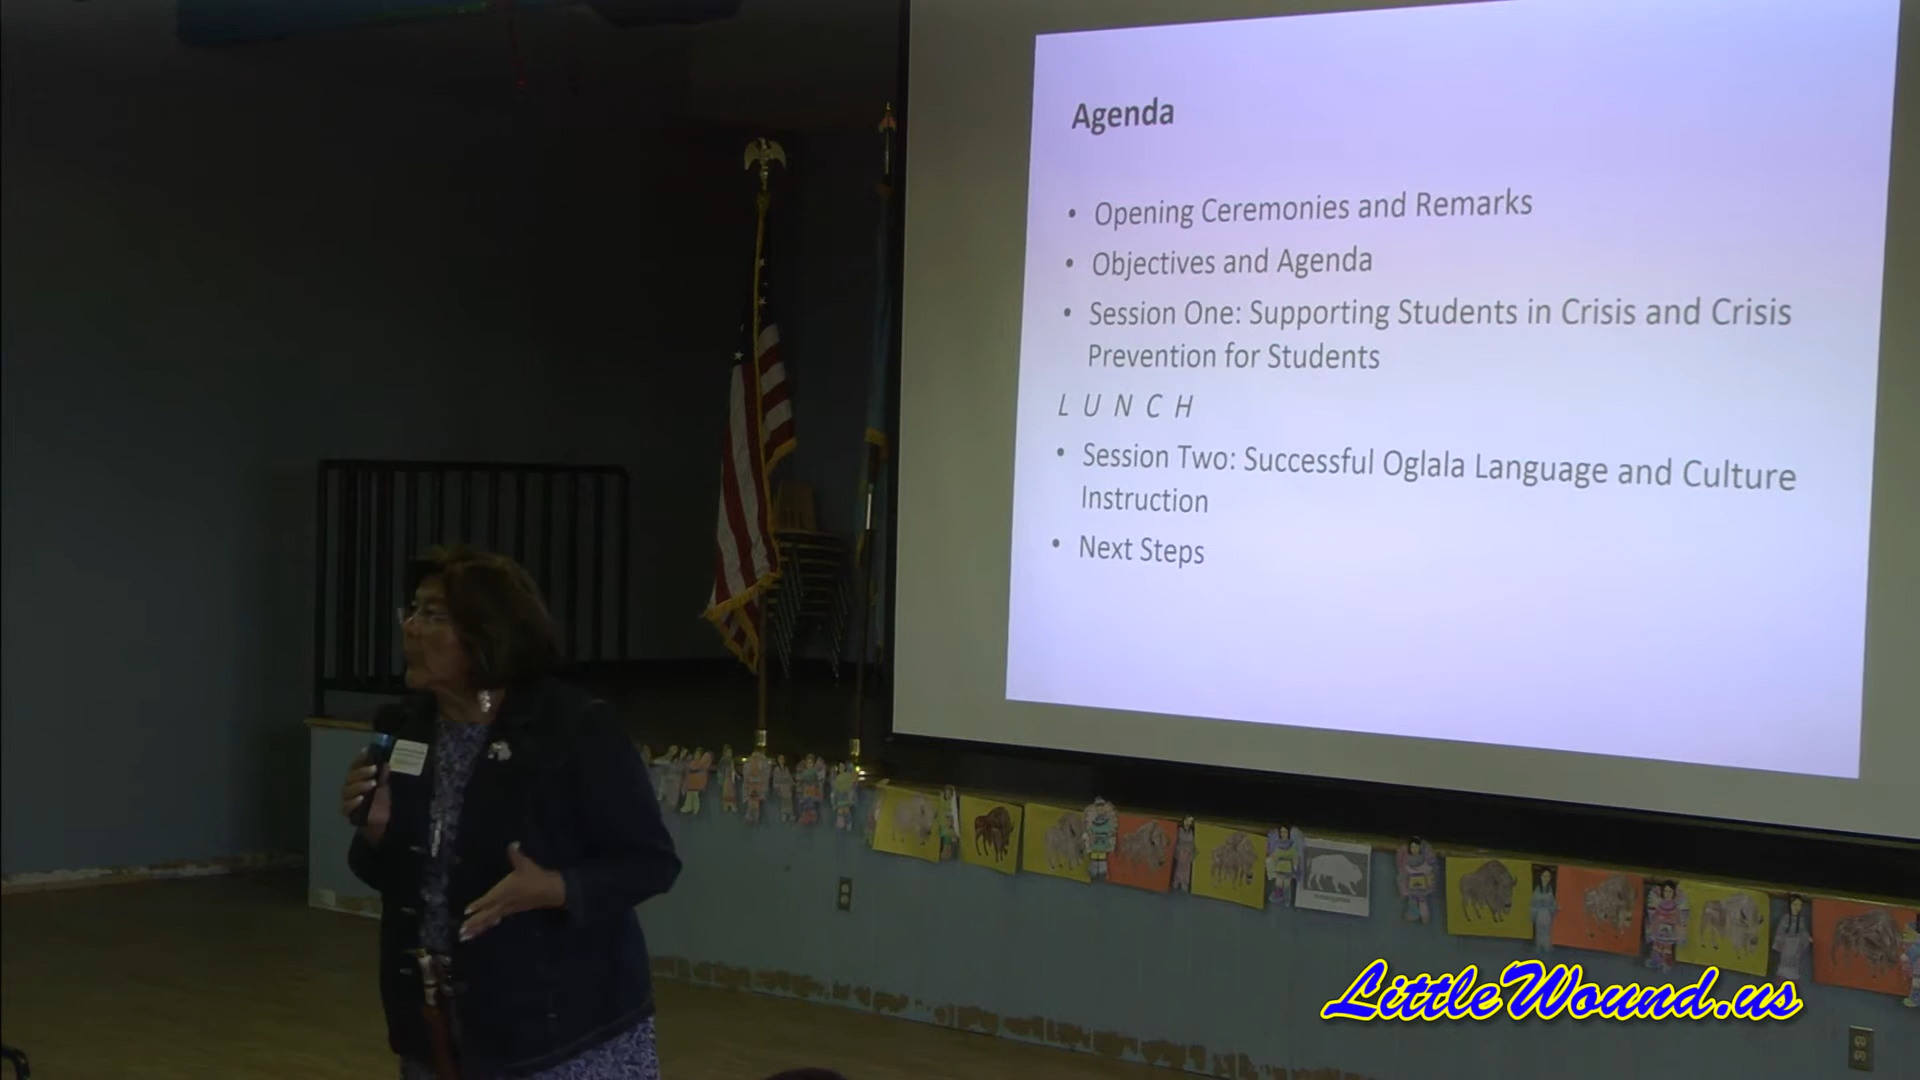 Agenda
• Opening Ceremonies and Remarks
• Objectives and Agenda
• Session One: Supporting Students in Crisis and Crisis
Prevention for Students
L U N C H
• Session Two: Successful Oglala Language and Culture
Instruction
• Next Steps
LittleWound.us